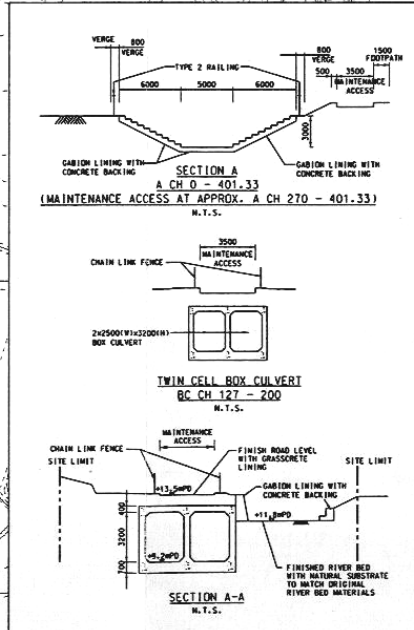 VERGE
800
VERGE
TYPE 2 RAILING
6000
5000
6000
800
VERGE
1500
FOOTPATH
500
3500
MAINTENANCE
ACCESS
3000
GABION LINING WITH
CONCRETE BACKING
GABION LINING WITH
CONCRETE BACKING
SECTION A
A CH 0 - 401.33
(MAINTENANCE ACCESS AT APPROX. A CH 270 - 401.33)
N.T.S.
3500
MAINTENANCE
ACCESS
CHAIN LINK FENCE
2x2500(W)x3200(H)
BOX CULVERT
TWIN CELL BOX CULVERT
BC CH 127 - 200
N.T.S.
MAINTENANCE
ACCESS
CHAIN LINK FENCE
FINISH ROAD LEVEL
WITH GRASSCRETE
LINING
SITE LIMIT
SITE LIMIT
GABION LINING WITH
CONCRETE BACKING
+13.5mPD
+11.8mPD
400
3200
+9.2mPD
700
FINISHED RIVER BED
WITH NATURAL SUBSTRATE
TO MATCH ORIGINAL
RIVER BED MATERIALS
SECTION A-A
N.T.S.